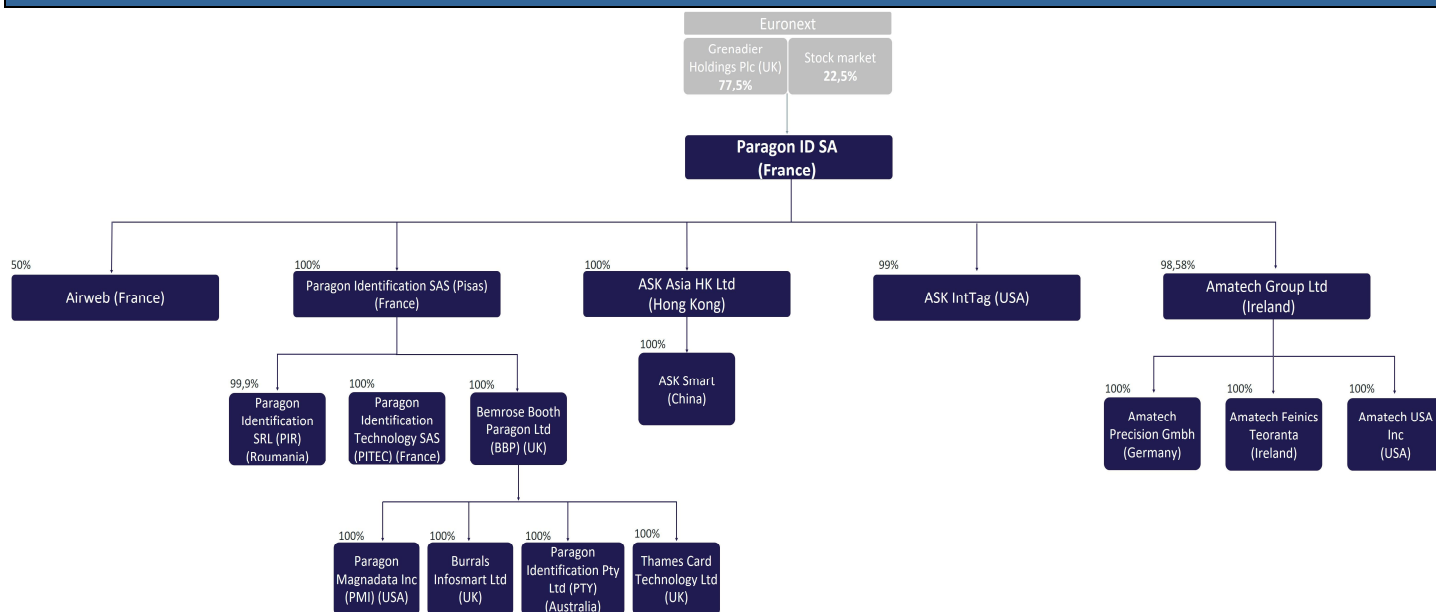 Euronext
Grenadier
Holdings Plc (UK)
77,5%
Stock market
22,5%
Paragon ID SA
(France)
50%
Airweb (France)
100%
Paragon Identification SAS (Pisas)
(France)
100%
ASK Asia HK Ltd
(Hong Kong)
99%
ASK IntTag (USA)
98,58%
Amatech Group Ltd
(Ireland)
99,9%
Paragon
Identification
SRL (PIR)
(Roumania)
100%
Paragon
Identification
Technology SAS
(PITEC) (France)
100%
Bemrose Booth
Paragon Ltd
(BBP) (UK)
100%
ASK Smart
(China)
100%
Amatech
Precision Gmbh
(Germany)
100%
Amatech Feinics
Teoranta
(Ireland)
100%
Amatech USA
Inc
(USA)
100%
Paragon
Magnadata Inc
(PMI) (USA)
100%
Burrals
Infosmart Ltd
(UK)
100%
Paragon
Identification Pty
Ltd (PTY)
(Australia)
100%
Thames Card
Technology Ltd
(UK)